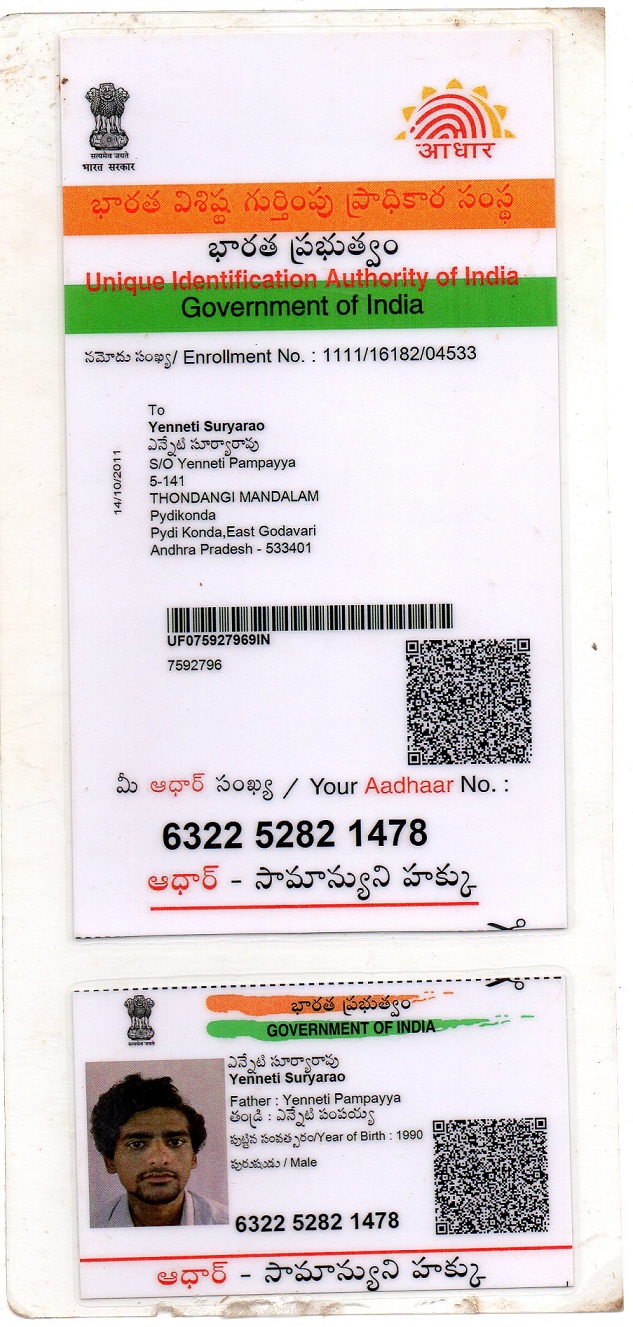 सत्यमेव जयते
भारत सरकार
आधार
భారత విశిష్ట గుర్తింపు ప్రాధికార సంస్థ
భారత ప్రభుత్వం
Unique Identification Authority of India
Government of India
నమోదు సంఖ్య/ Enrollment No. : 1111/16182/04533
14/10/2011
To
Yenneti Suryarao
ఎన్నేటి సూర్యారావు
S/O Yenneti Pampayya
5-141
THONDANGI MANDALAM
Pydikonda
Pydi Konda,East Godavari
Andhra Pradesh - 533401
UF075927969IN
7592796
మీ ఆధార్ సంఖ్య / Your Aadhaar No. :
6322 5282 1478
ఆధార్ - సామాన్యుని హక్కు
భారత ప్రభుత్వం
GOVERNMENT OF INDIA
सत्यमेव जयते
ఎన్నేటి సూర్యారావు
Yenneti Suryarao
Father : Yenneti Pampayya
తండ్రి : ఎన్నేటి పంపయ్య
పుట్టిన సంవత్సరం/Year of Birth : 1990
పురుషుడు / Male
6322 5282 1478
ఆధార్ - సామాన్యుని హక్కు